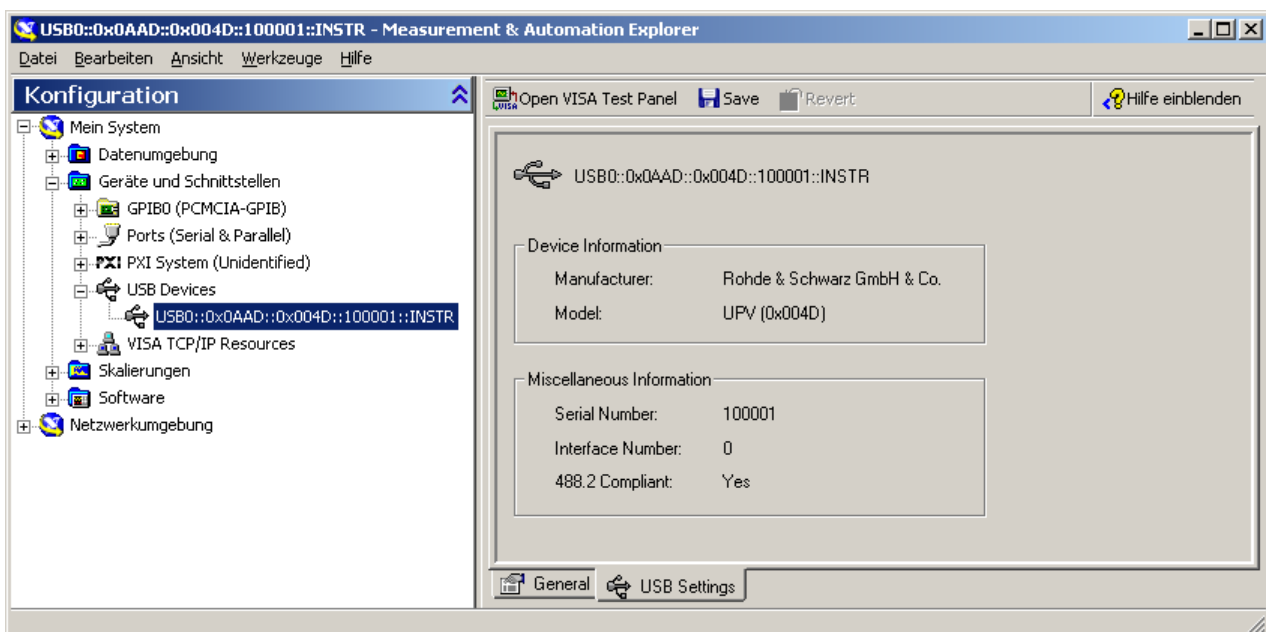 USB0::0x0AAD::0x004D::100001::INSTR - Measurement & Automation Explorer
Datei Bearbeiten Ansicht Werkzeuge Hilfe
Konfiguration
Mein System
Datenumgebung
Geräte und Schnittstellen
GPIB0 (PCMCIA-GPIB)
Ports (Serial & Parallel)
PXI PXI System (Unidentified)
USB Devices
USB0::0x0AAD::0x004D::100001::INSTR
VISA TCP/IP Resources
Skalierungen
Software
Netzwerkumgebung
VISA Open VISA Test Panel Save Revert Hilfe einblenden
USB0::0x0AAD::0x004D::100001::INSTR
Device Information
Manufacturer: Rohde & Schwarz GmbH & Co.
Model: UPV (0x004D)
Miscellaneous Information
Serial Number: 100001
Interface Number: 0
488.2 Compliant: Yes
General USB Settings